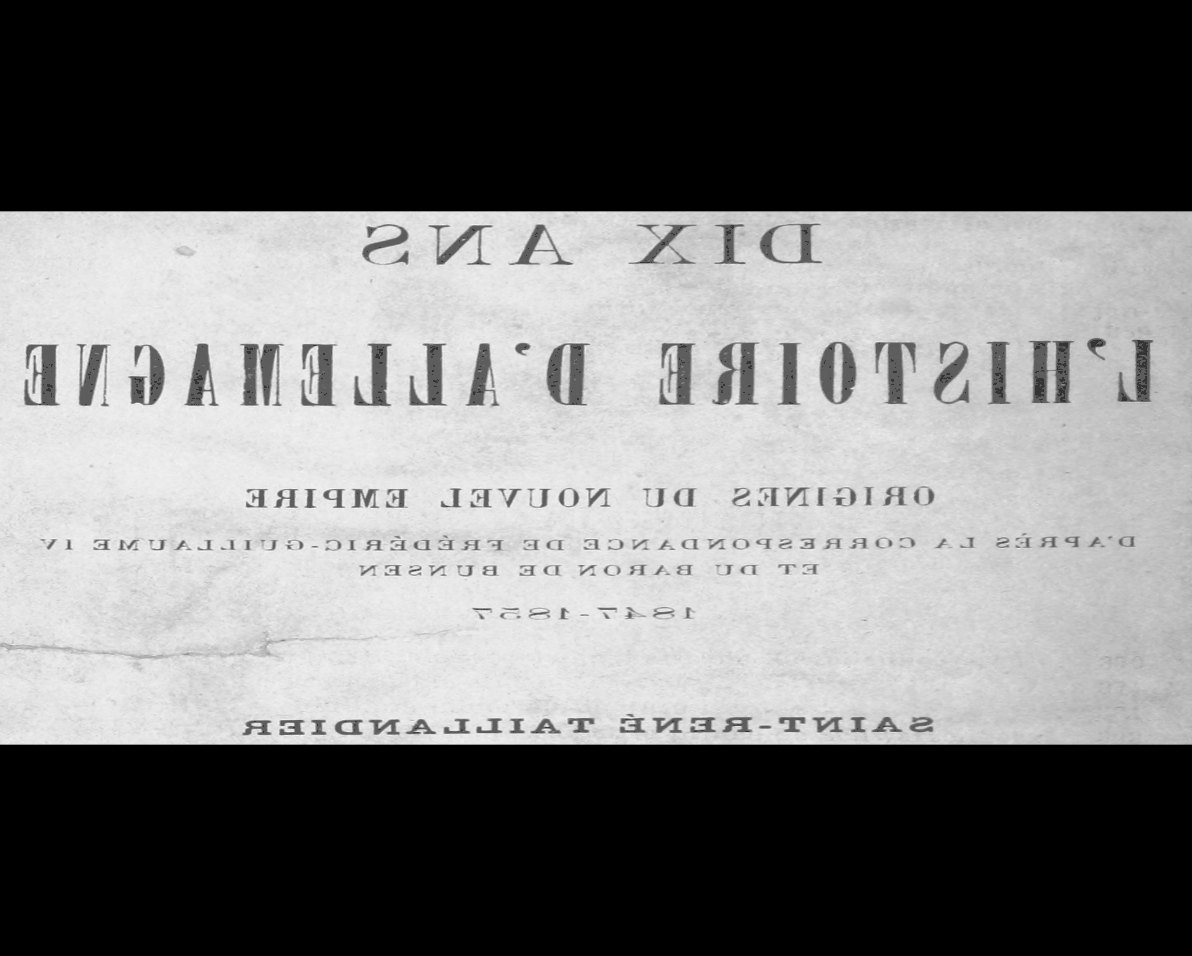 DIX ANS
L'HISTOIRE D'ALLEMAGNE
ORIGINES DU NOUVEL EMPIRE
D'APRÈS LA CORRESPONDANCE DE FRÉDÉRIC-GUILLAUME IV
ET DU BARON DE BUNSEN
1847-1857
SAINT-RENÉ TAILLANDIER